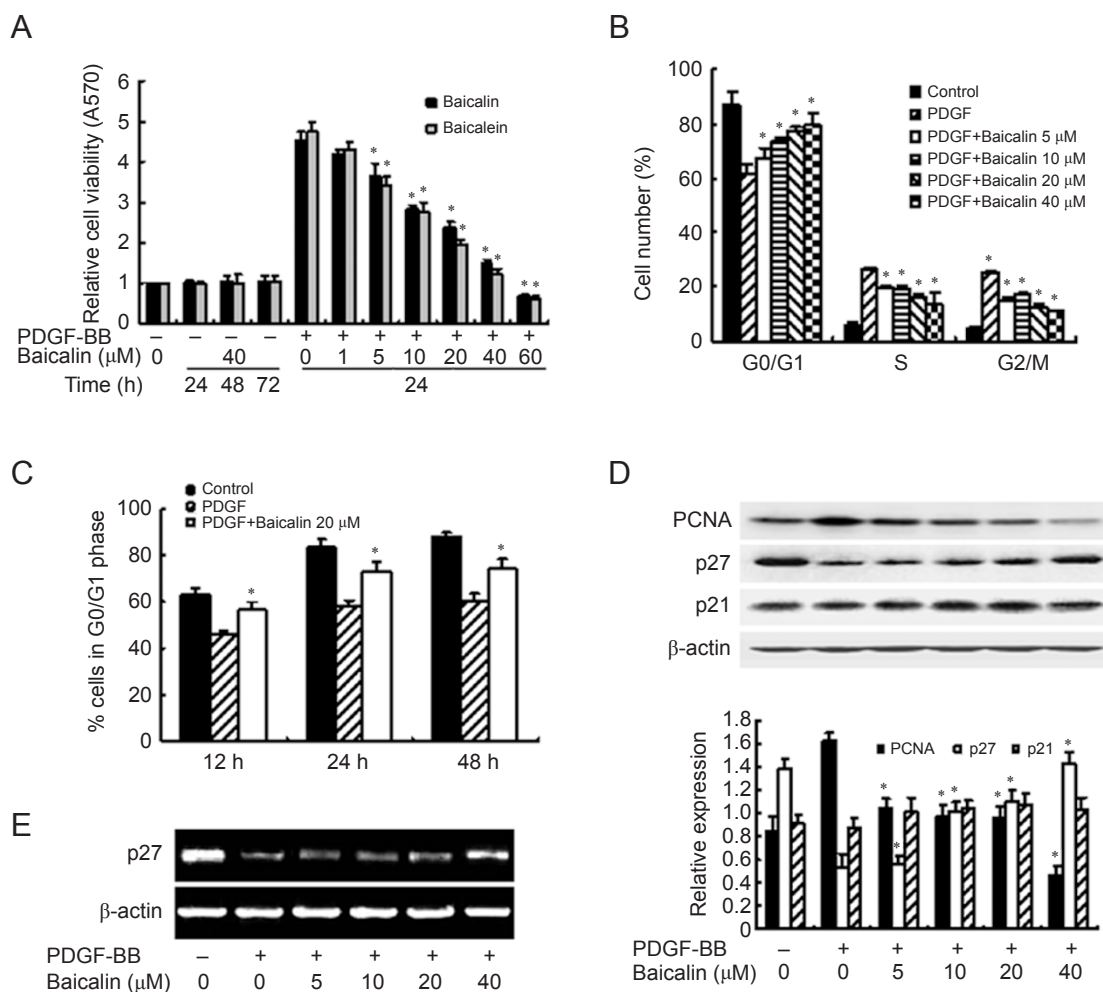 A
Relative cell viability (A570)
6
5
4
3
2
1
0
Baicalin
Baicalein
* *
* *
* *
* *
* *
PDGF-BB – – – – + + + + + + +
Baicalin (μM) 0 40 0 1 5 10 20 40 60
Time (h) 24 48 72 24
B
Cell number (%)
100
80
60
40
20
0
Control
PDGF
PDGF+Baicalin 5 μM
PDGF+Baicalin 10 μM
PDGF+Baicalin 20 μM
PDGF+Baicalin 40 μM
* * * *
* * * *
* * * * *
G0/G1 S G2/M
C
% cells in G0/G1 phase
100
80
60
40
20
0
Control
PDGF
PDGF+Baicalin 20 μM
* * *
12 h 24 h 48 h
D
PCNA
p27
p21
β-actin
Relative expression
1.8
1.6
1.4
1.2
1.0
0.8
0.6
0.4
0.2
0
PCNA p27 p21
* *
* *
* *
* *
PDGF-BB – + + + + +
Baicalin (μM) 0 0 5 10 20 40
E
p27
β-actin
PDGF-BB – + + + + +
Baicalin (μM) 0 0 5 10 20 40